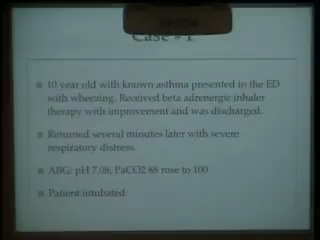 Case #1
10 year old with known asthma presented to the ED
with wheezing. Received beta adrenergic inhaler
therapy with improvement and was discharged.
Returned several minutes later with severe
respiratory distress.
ABG: pH 7.08, PaCO2 88 rose to 100
Patient intubated